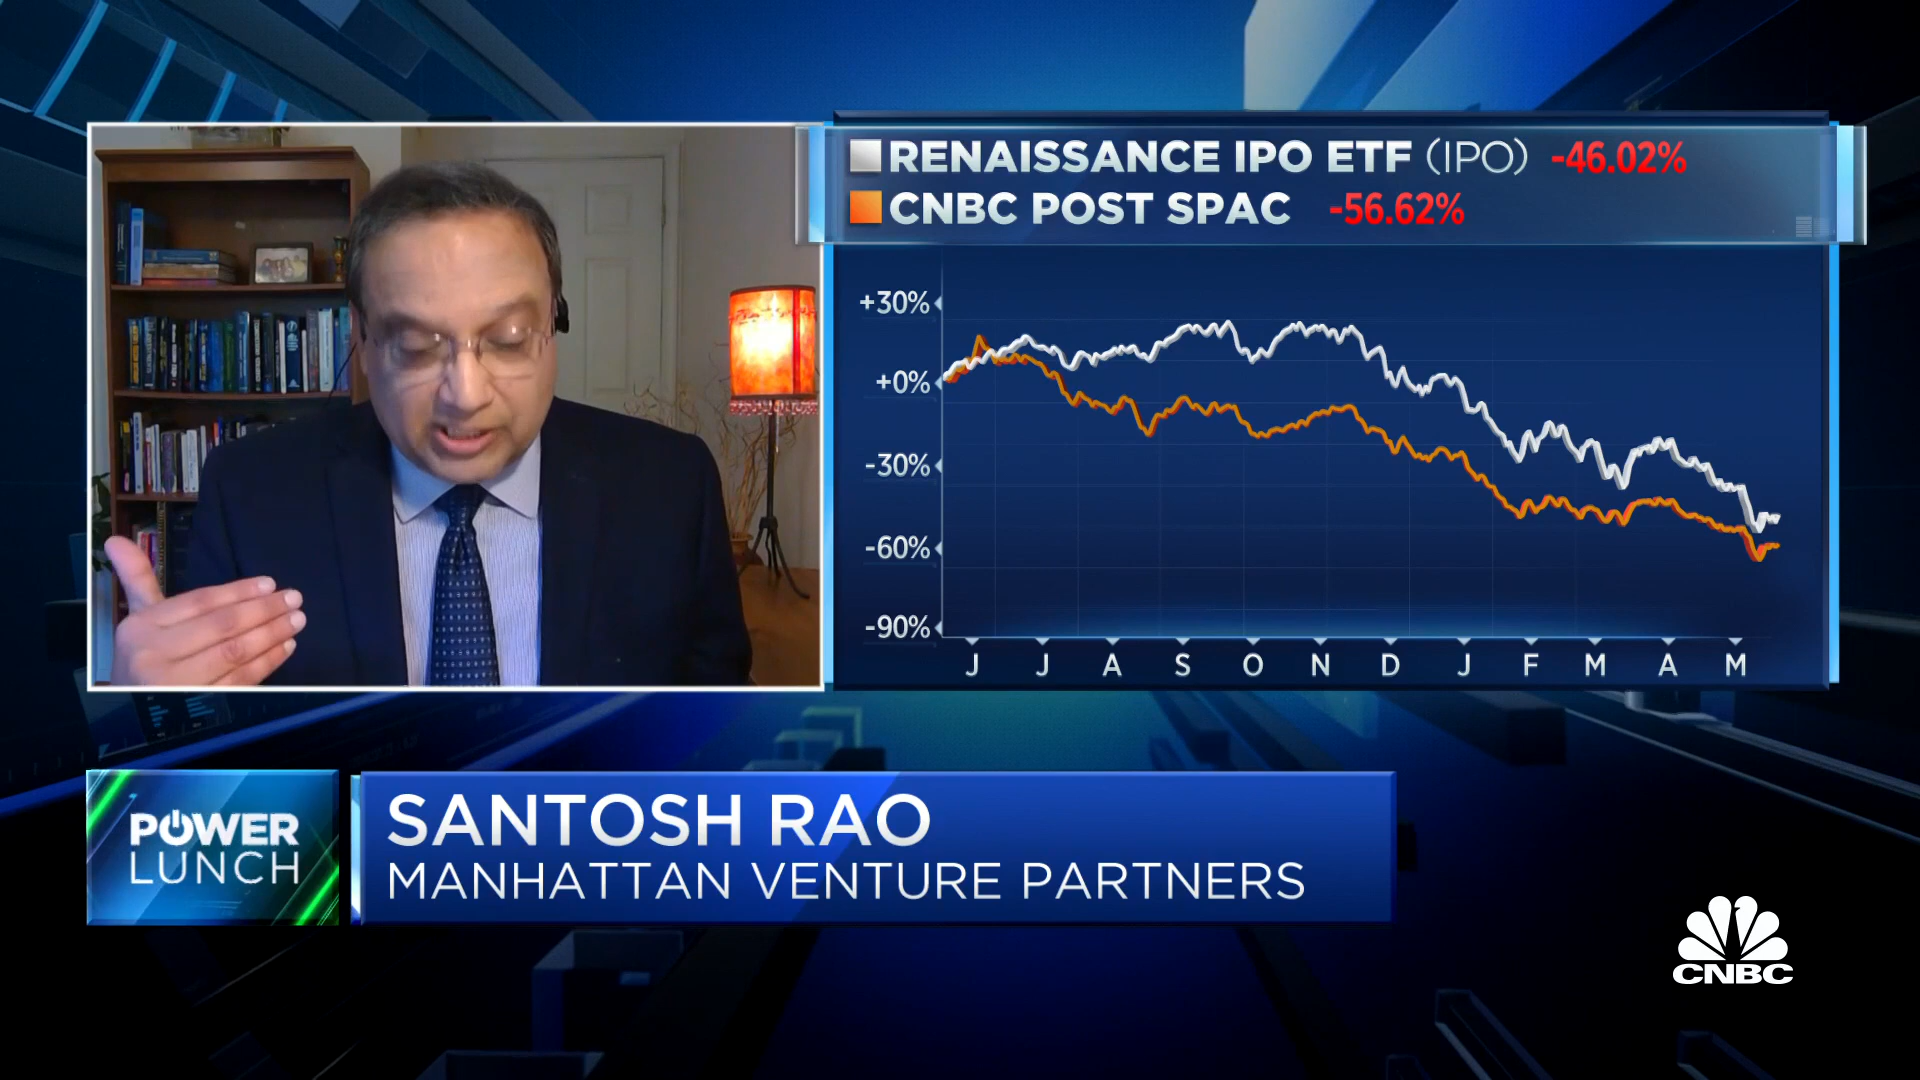 RENAISSANCE IPO ETF (IPO) -46.02%
CNBC POST SPAC -56.62%
+30%
+0%
-30%
-60%
-90%
J J A S O N D J F M A M
POWER
LUNCH
SANTOSH RAO
MANHATTAN VENTURE PARTNERS
CNBC